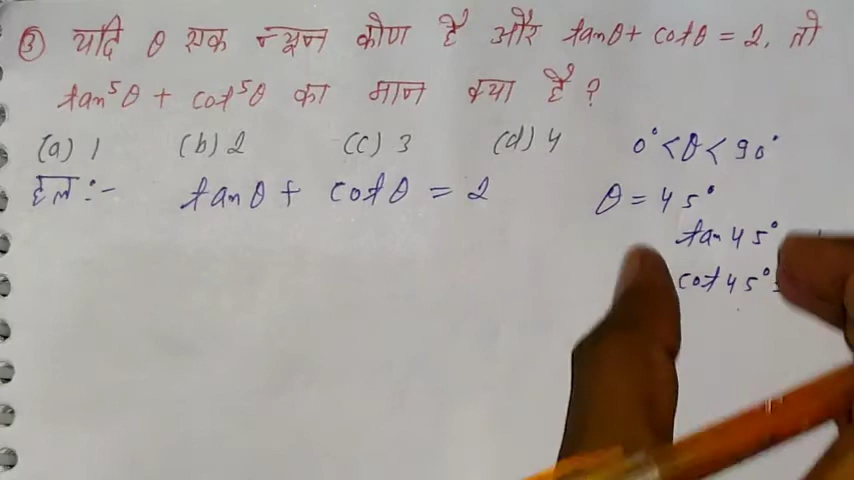 ③ यदि θ एक न्यून कोण है और tanθ + cotθ = 2, तो
tan⁵θ + cot⁵θ का मान क्या है ?
(a) 1 (b) 2 (c) 3 (d) 4
0° < θ < 90°
हल :- tanθ + cotθ = 2
θ = 45°
tan 45°
cot 45° =